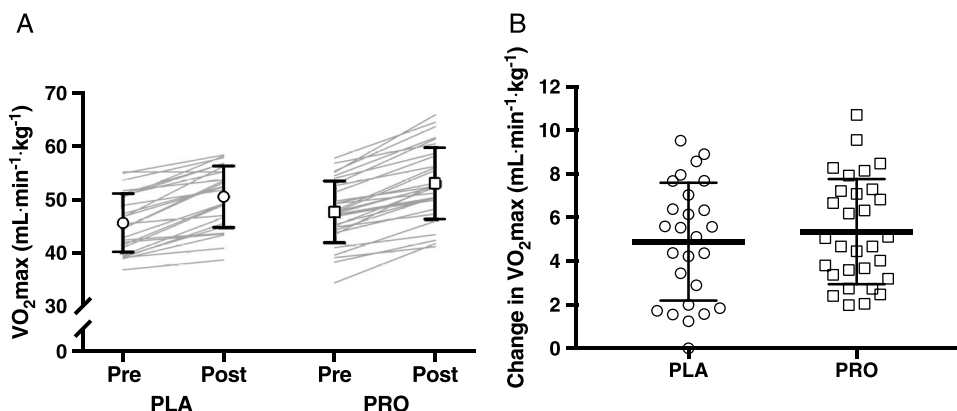 A
VO₂max (mL·min⁻¹·kg⁻¹)
70
60
50
40
30
0
Pre Post Pre Post
PLA PRO
B
Change in VO₂max (mL·min⁻¹·kg⁻¹)
12
10
8
6
4
2
0
PLA PRO